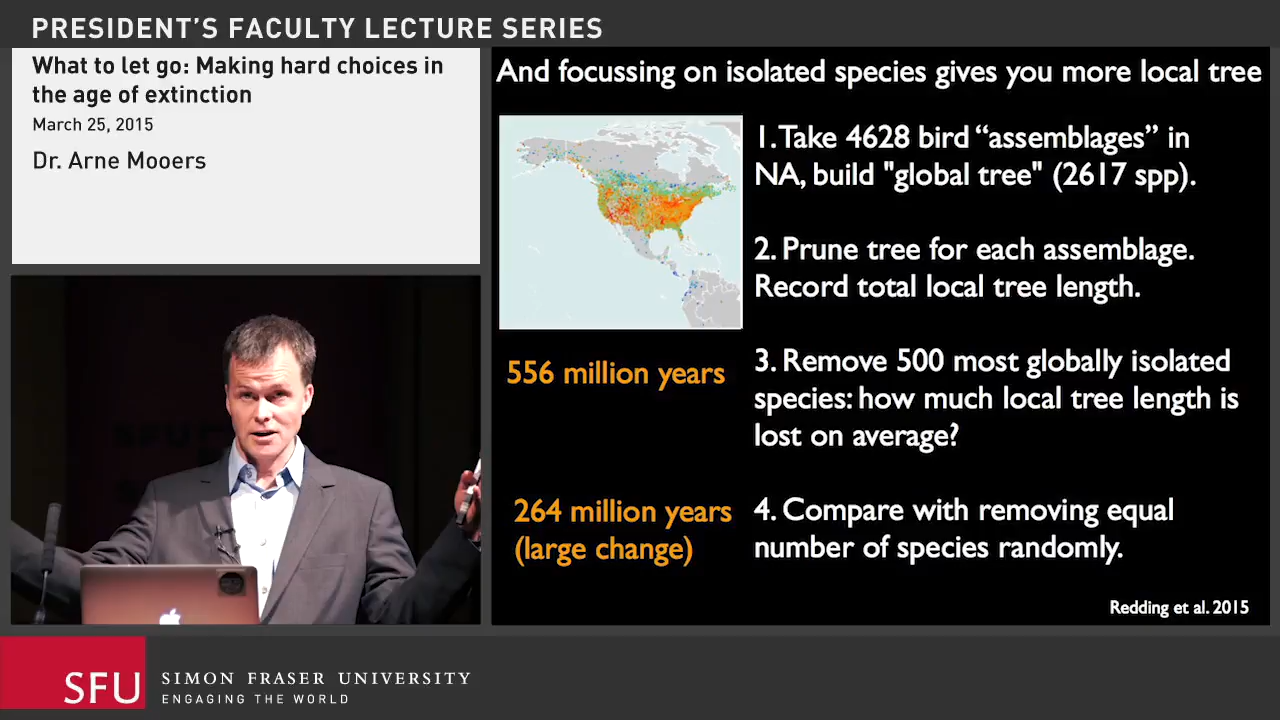 PRESIDENT'S FACULTY LECTURE SERIES
What to let go: Making hard choices in
the age of extinction
March 25, 2015
Dr. Arne Mooers
And focussing on isolated species gives you more local tree
1. Take 4628 bird “assemblages” in
NA, build "global tree" (2617 spp).
2. Prune tree for each assemblage.
Record total local tree length.
556 million years
3. Remove 500 most globally isolated
species: how much local tree length is
lost on average?
264 million years
(large change)
4. Compare with removing equal
number of species randomly.
Redding et al. 2015
SFU
SIMON FRASER UNIVERSITY
ENGAGING THE WORLD